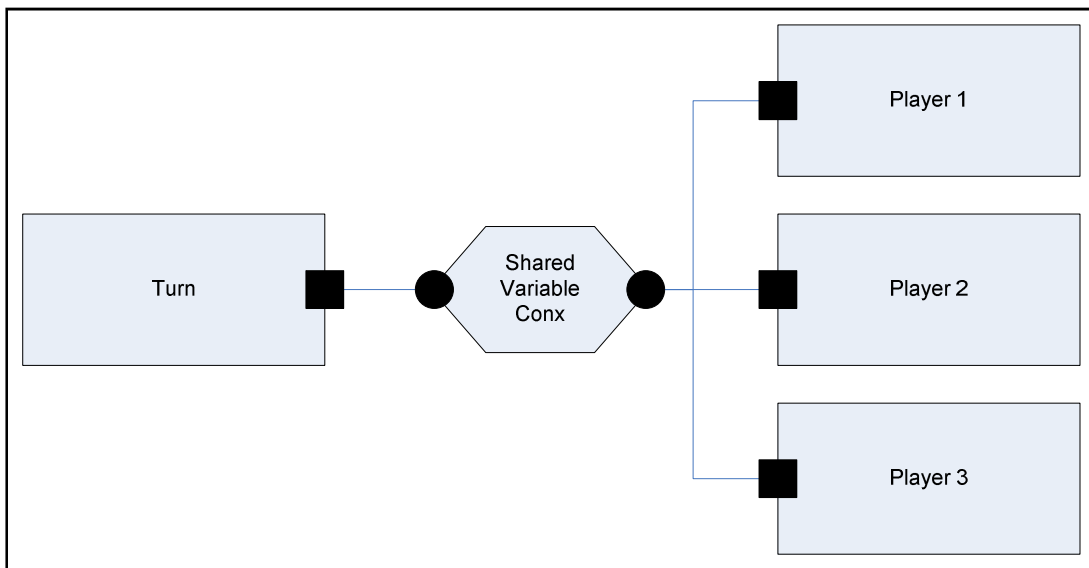 Turn
Shared
Variable
Conx
Player 1
Player 2
Player 3